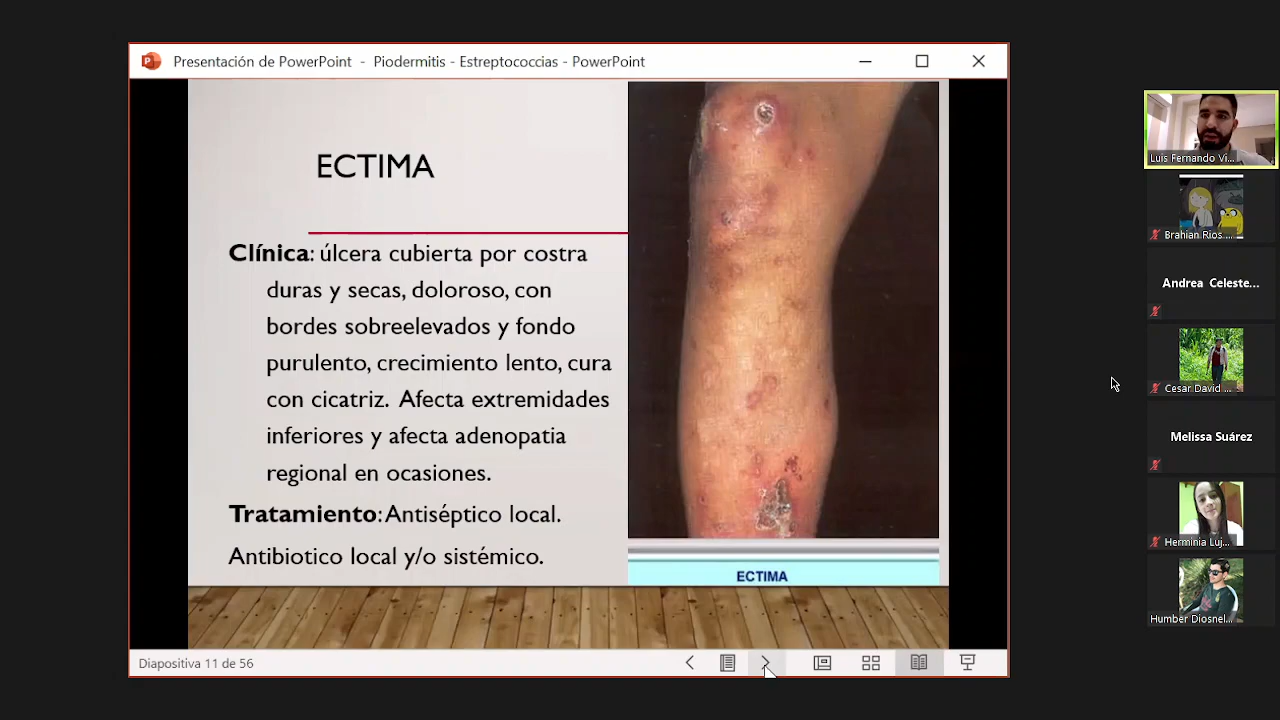 Presentación de PowerPoint - Piodermitis - Estreptococcias - PowerPoint
ECTIMA
Clínica: úlcera cubierta por costra
duras y secas, doloroso, con
bordes sobreelevados y fondo
purulento, crecimiento lento, cura
con cicatriz. Afecta extremidades
inferiores y afecta adenopatia
regional en ocasiones.
Tratamiento: Antiséptico local.
Antibiotico local y/o sistémico.
ECTIMA
Diapositiva 11 de 56
Luis Fernando Vi...
Brahian Rios ...
Andrea Celeste...
Cesar David ...
Melissa Suárez
Herminia Luj...
Humber Diosnel...